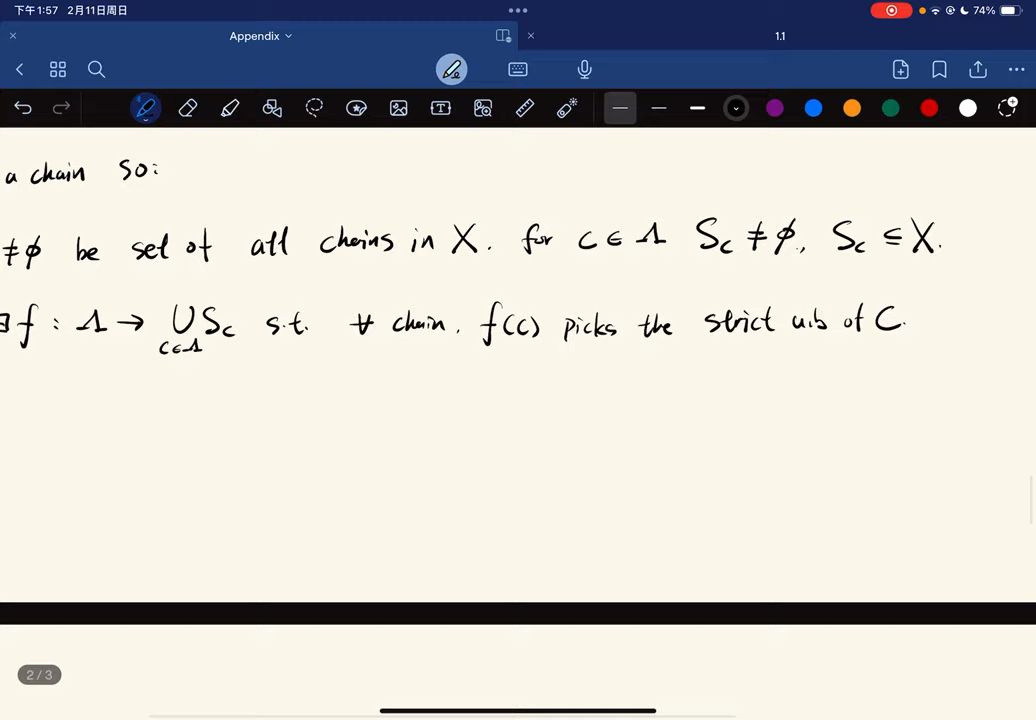 下午1:57 2月11日周日
74%
Appendix
1.1
a chain so:
≠∅ be set of all chains in X. for C∈Λ S_C ≠ ∅, S_C ⊆ X.
∃f : Λ → ∪S_C s.t. ∀ chain. f(C) picks the strict u.b of C.
C∈Λ
2 / 3